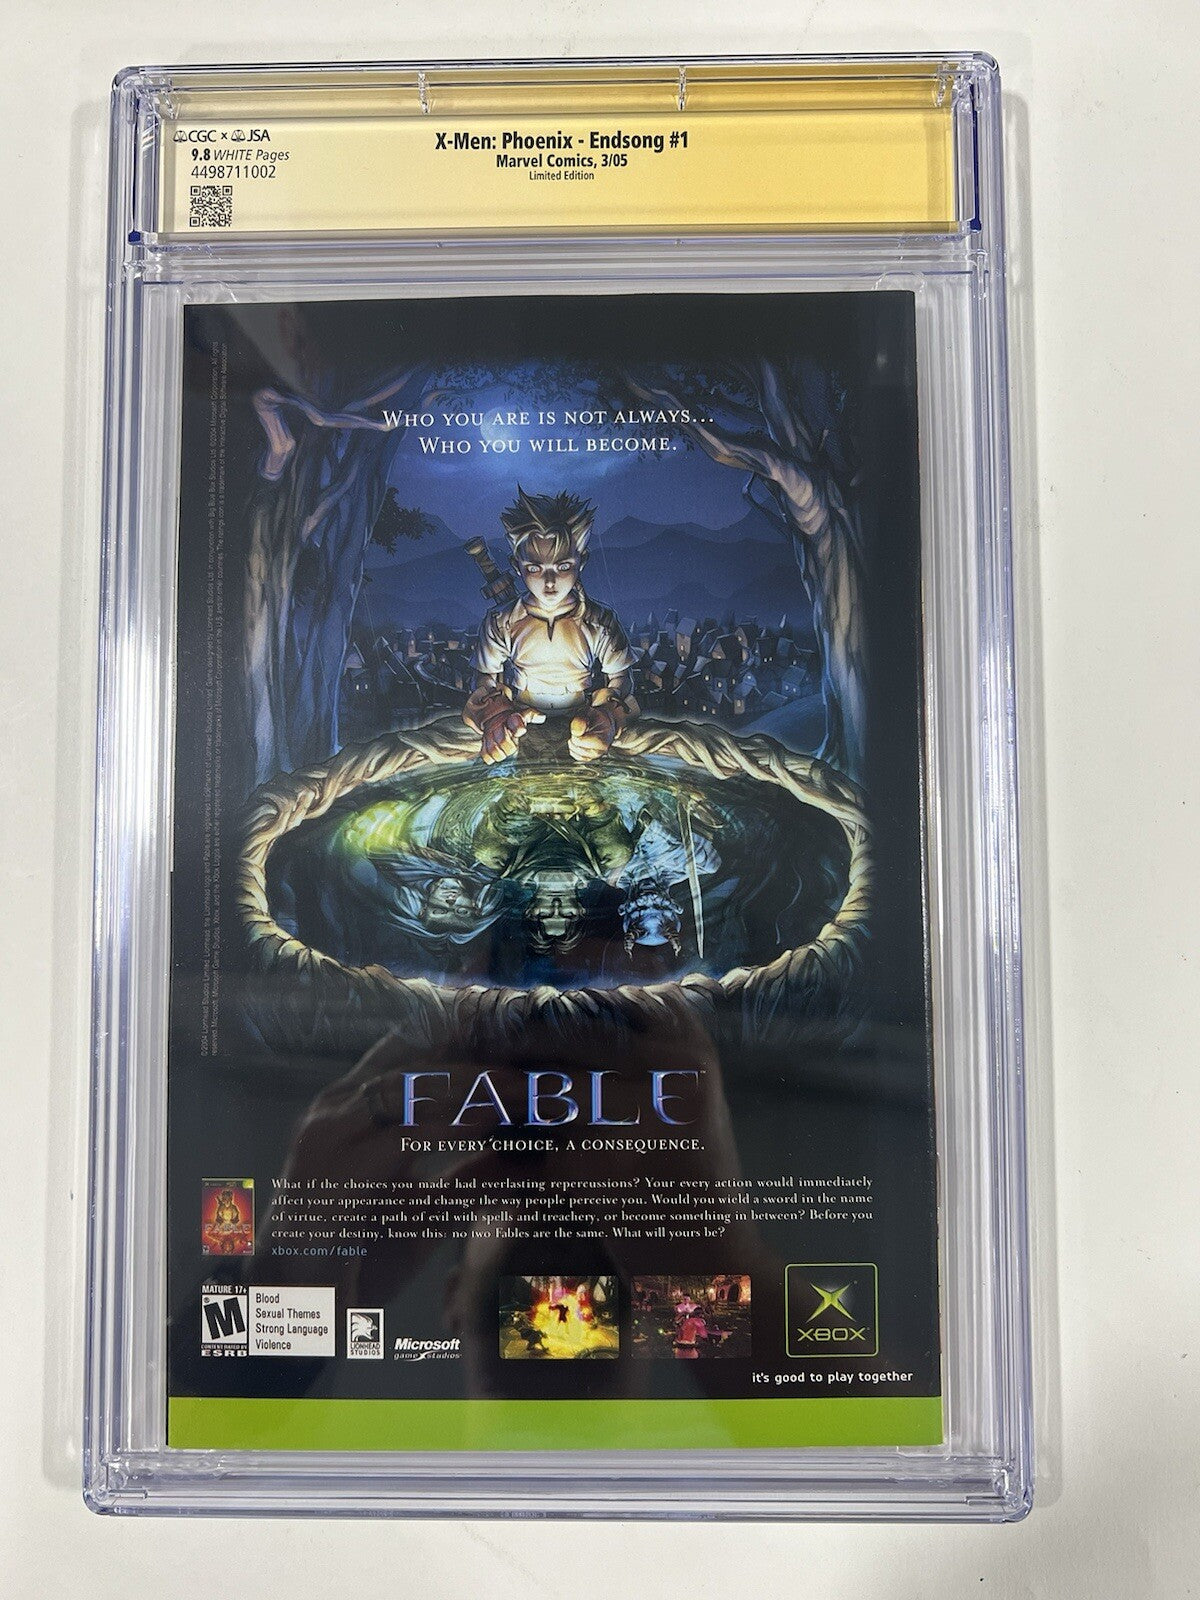 CGC x JSA
9.8 WHITE Pages
4498711002
X-Men: Phoenix - Endsong #1
Marvel Comics, 3/05
Limited Edition
WHO YOU ARE IS NOT ALWAYS...
WHO YOU WILL BECOME.
FABLE™
FOR EVERY CHOICE, A CONSEQUENCE.
What if the choices you made had everlasting repercussions? Your every action would immediately
affect your appearance and change the way people perceive you. Would you wield a sword in the name
of virtue, create a path of evil with spells and treachery, or become something in between? Before you
create your destiny, know this: no two Fables are the same. What will yours be?
xbox.com/fable
FABLE
MATURE 17+
M
CONTENT RATED BY
ESRB
Blood
Sexual Themes
Strong Language
Violence
LIONHEAD
STUDIOS
Microsoft
game studios
XBOX
it's good to play together